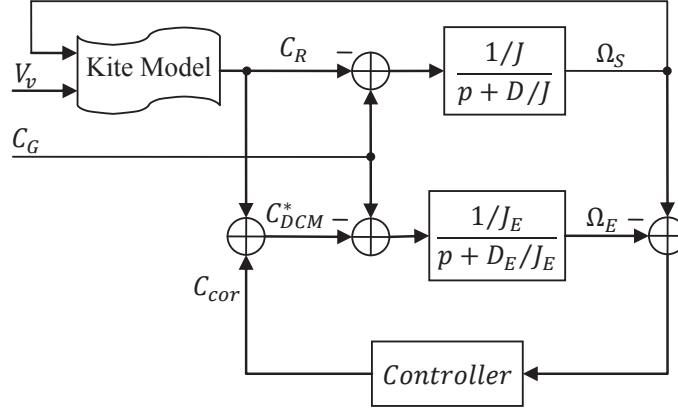 Kite Model
C_R −
1/J
p + D/J
Ω_S
V_v
C_G
C*_DCM −
1/J_E
p + D_E/J_E
Ω_E −
C_cor
Controller